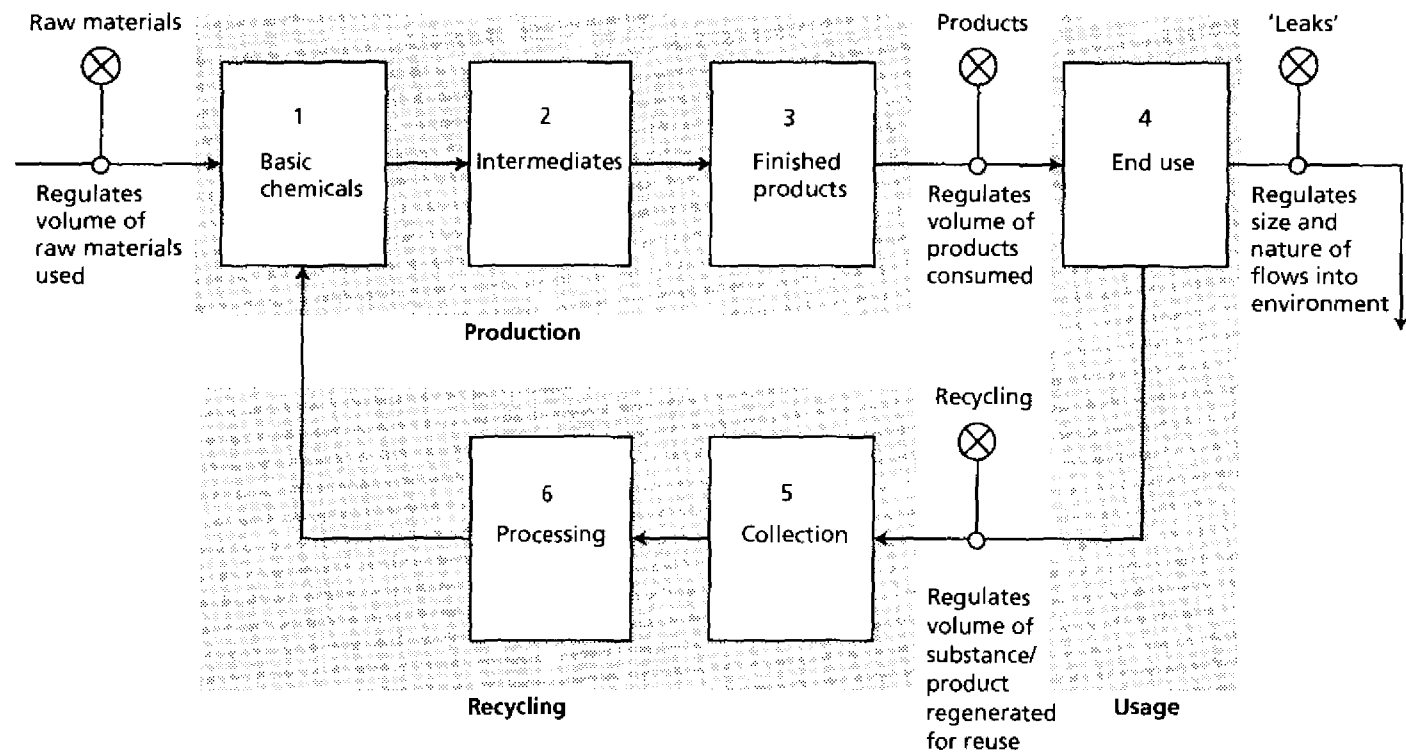 Raw materials
Products
'Leaks'
1
Basic
chemicals
2
Intermediates
3
Finished
products
4
End use
Regulates
volume of
raw materials
used
Regulates
volume of
products
consumed
Regulates
size and
nature of
flows into
environment
Production
Recycling
6
Processing
5
Collection
Regulates
volume of
substance/
product
regenerated
for reuse
Recycling
Usage